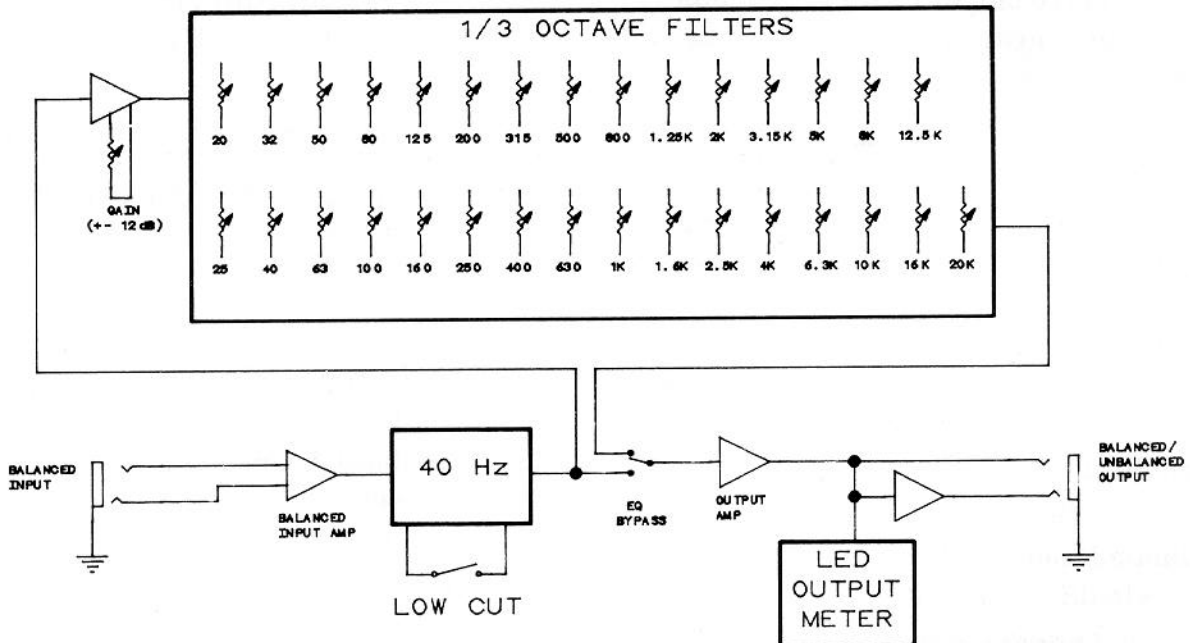 1/3 OCTAVE FILTERS
20 32 50 80 125 200 315 500 800 1.25K 2K 3.15K 5K 8K 12.5K
GAIN
(+- 12 dB)
25 40 63 100 160 250 400 630 1K 1.6K 2.5K 4K 6.3K 10K 16K 20K
BALANCED
INPUT
BALANCED
INPUT AMP
40 Hz
LOW CUT
EQ
BYPASS
OUTPUT
AMP
LED
OUTPUT
METER
BALANCED/
UNBALANCED
OUTPUT